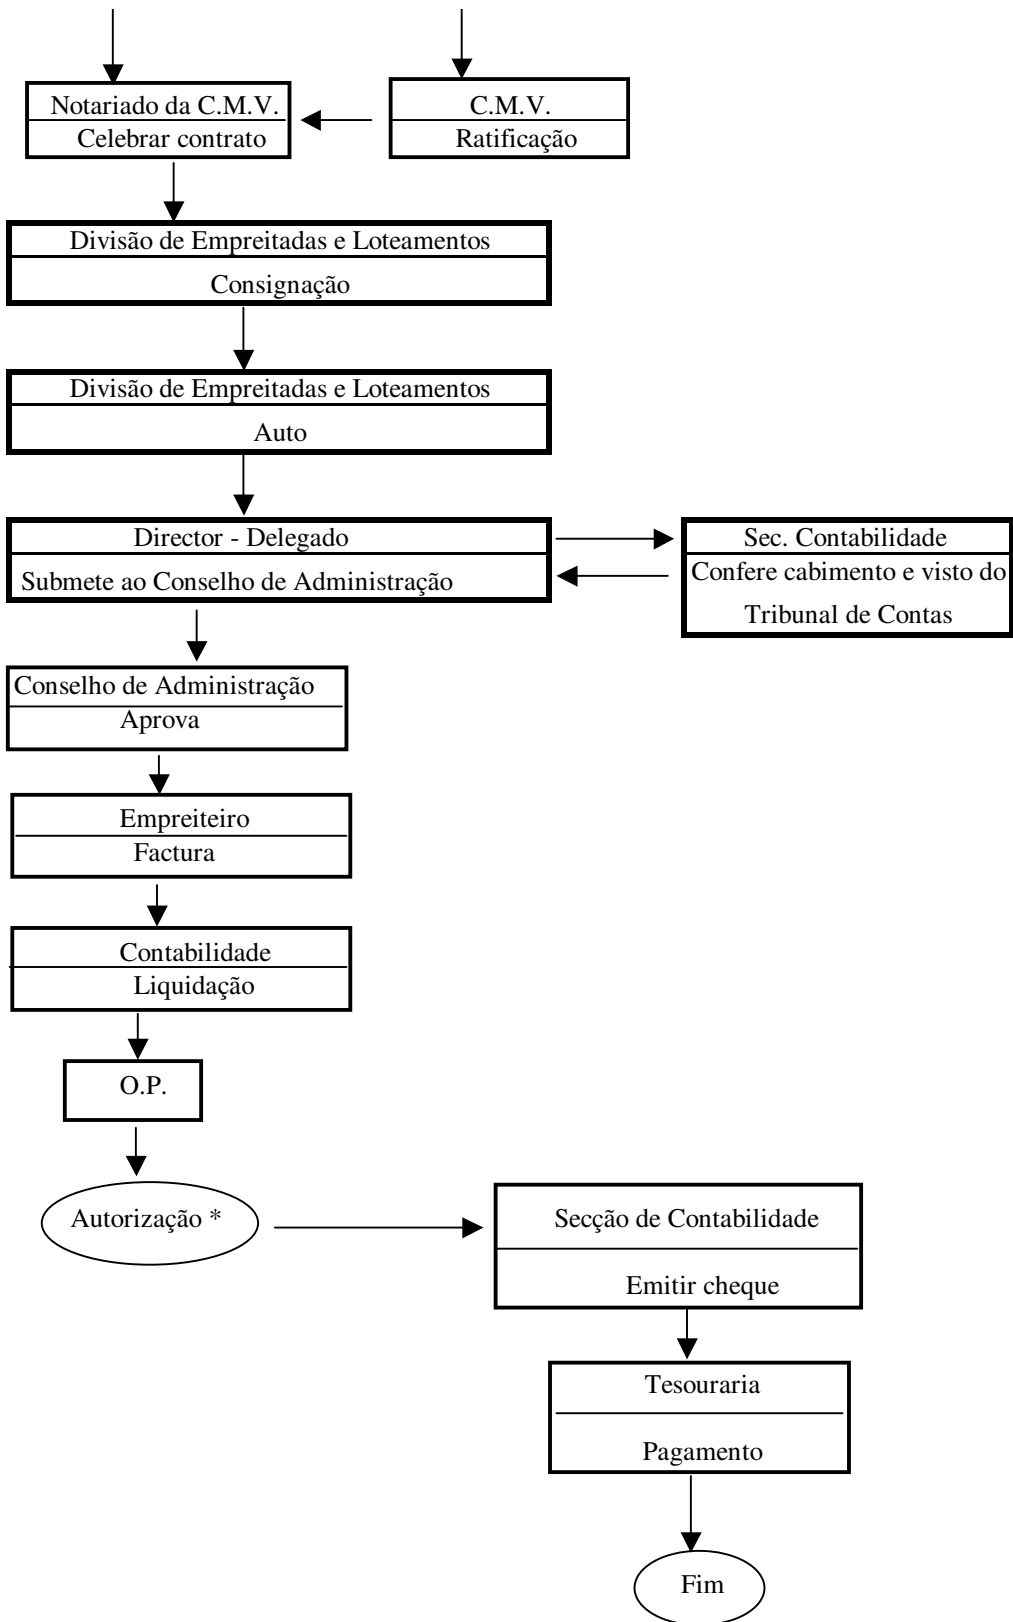 Notariado da C.M.V.
Celebrar contrato
C.M.V.
Ratificação
Divisão de Empreitadas e Loteamentos
Consignação
Divisão de Empreitadas e Loteamentos
Auto
Director - Delegado
Submete ao Conselho de Administração
Sec. Contabilidade
Confere cabimento e visto do
Tribunal de Contas
Conselho de Administração
Aprova
Empreiteiro
Factura
Contabilidade
Liquidação
O.P.
Autorização *
Secção de Contabilidade
Emitir cheque
Tesouraria
Pagamento
Fim